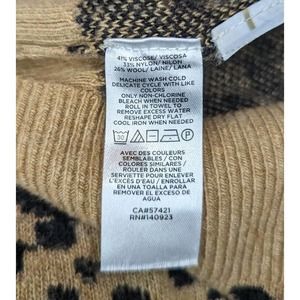 41% VISCOSE/ VISCOSA
33% NYLON/ NILON
26% WOOL/ LAINE/ LANA
MACHINE WASH COLD
DELICATE CYCLE WITH LIKE
COLORS
ONLY NON-CHLORINE
BLEACH WHEN NEEDED
ROLL IN TOWEL TO
REMOVE EXCESS WATER
RESHAPE DRY FLAT
COOL IRON WHEN NEEDED
30
AVEC DES COULEURS
SEMBLABLES / CON
COLORES SIMILARES /
ROULER DANS UNE
SERVIETTE POUR ENLEVER
L'EXCÈS D'EAU / ENROLLAR
EN UNA TOALLA PARA
REMOVER EL EXCESO DE
AGUA
CA#57421
RN#140923